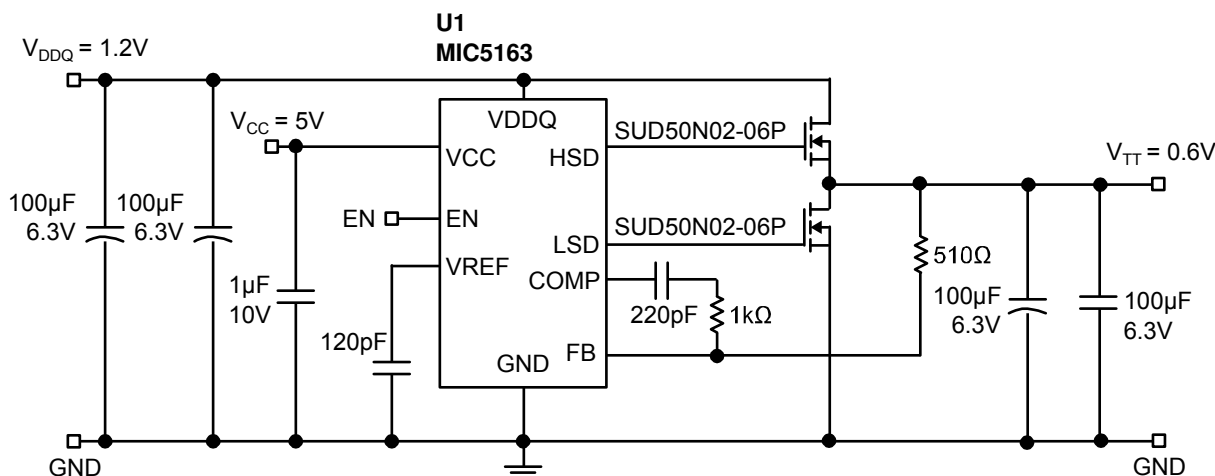 U1
MIC5163
V_DDQ = 1.2V
VDDQ
V_CC = 5V
VCC
HSD
SUD50N02-06P
V_TT = 0.6V
100µF
6.3V
100µF
6.3V
EN
EN
LSD
SUD50N02-06P
VREF
COMP
510Ω
1µF
10V
220pF
1kΩ
100µF
6.3V
100µF
6.3V
120pF
FB
GND
GND
GND